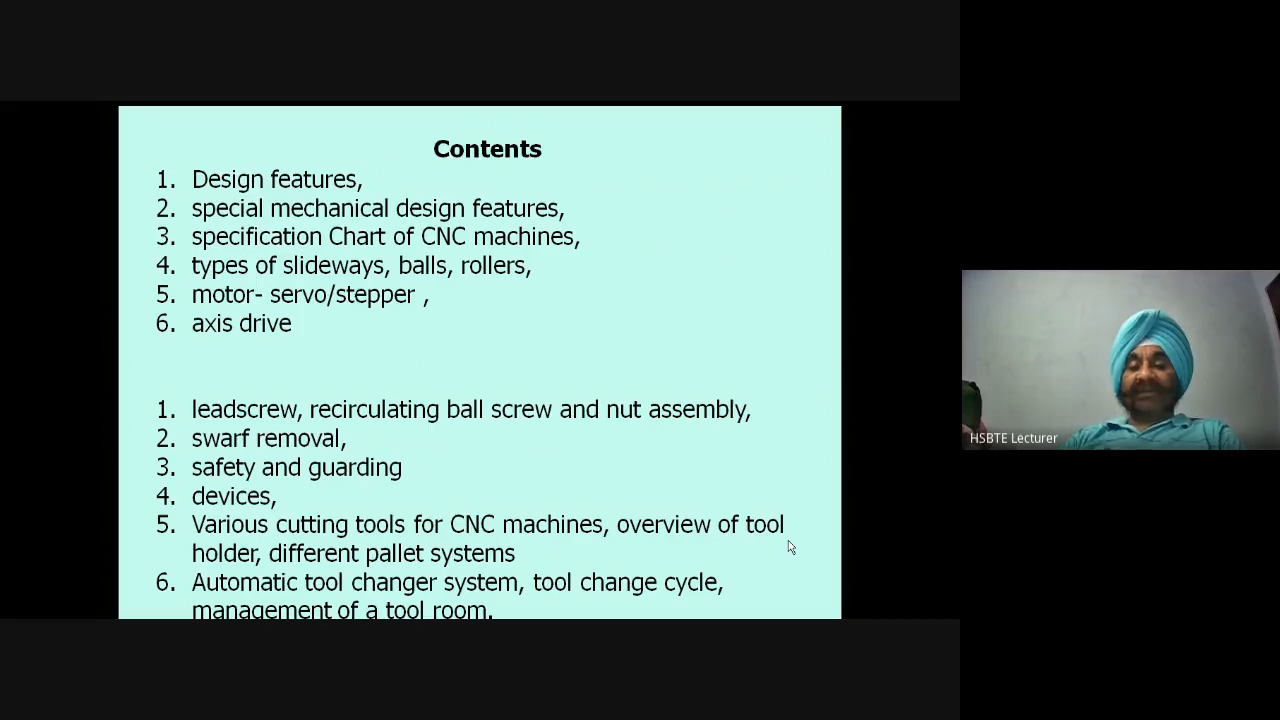 Contents
1. Design features,
2. special mechanical design features,
3. specification Chart of CNC machines,
4. types of slideways, balls, rollers,
5. motor- servo/stepper ,
6. axis drive
1. leadscrew, recirculating ball screw and nut assembly,
2. swarf removal,
3. safety and guarding
4. devices,
5. Various cutting tools for CNC machines, overview of tool
holder, different pallet systems
6. Automatic tool changer system, tool change cycle,
management of a tool room.
HSBTE Lecturer